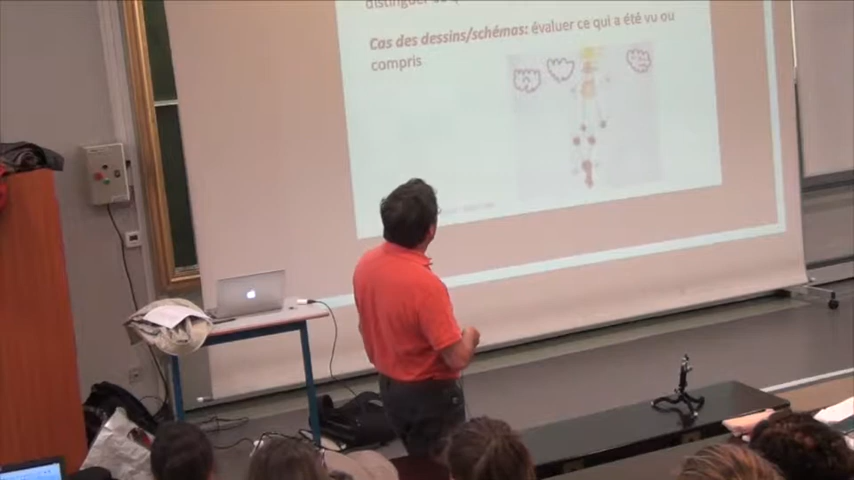 Cas des dessins/schémas: évaluer ce qui a été vu ou
compris